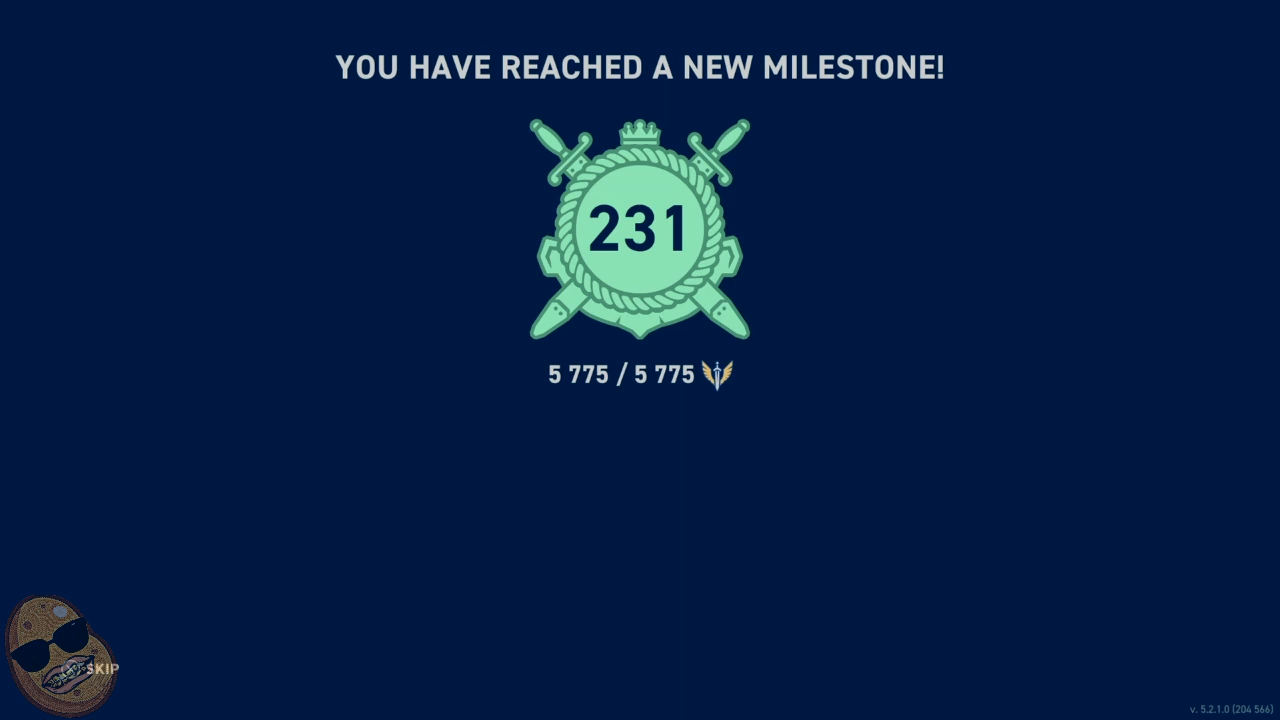 YOU HAVE REACHED A NEW MILESTONE!
231
5 775 / 5 775
SKIP
v. 5.2.1.0 (204 566)